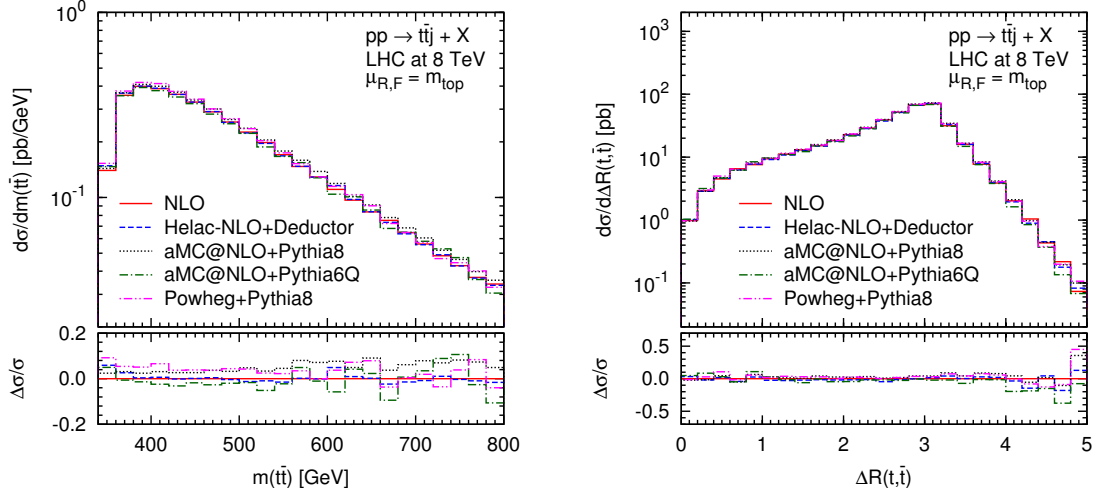 10⁰
10⁻¹
dσ/dm(tt̄) [pb/GeV]
pp → tt̄j + X
LHC at 8 TeV
μR,F = mtop
NLO
Helac-NLO+Deductor
aMC@NLO+Pythia8
aMC@NLO+Pythia6Q
Powheg+Pythia8
0.2
0.0
-0.2
Δσ/σ
400 500 600 700 800
m(tt̄) [GeV]
10³
10²
10¹
10⁰
10⁻¹
dσ/dΔR(t,t̄) [pb]
pp → tt̄j + X
LHC at 8 TeV
μR,F = mtop
NLO
Helac-NLO+Deductor
aMC@NLO+Pythia8
aMC@NLO+Pythia6Q
Powheg+Pythia8
0.5
0.0
-0.5
Δσ/σ
0 1 2 3 4 5
ΔR(t,t̄)